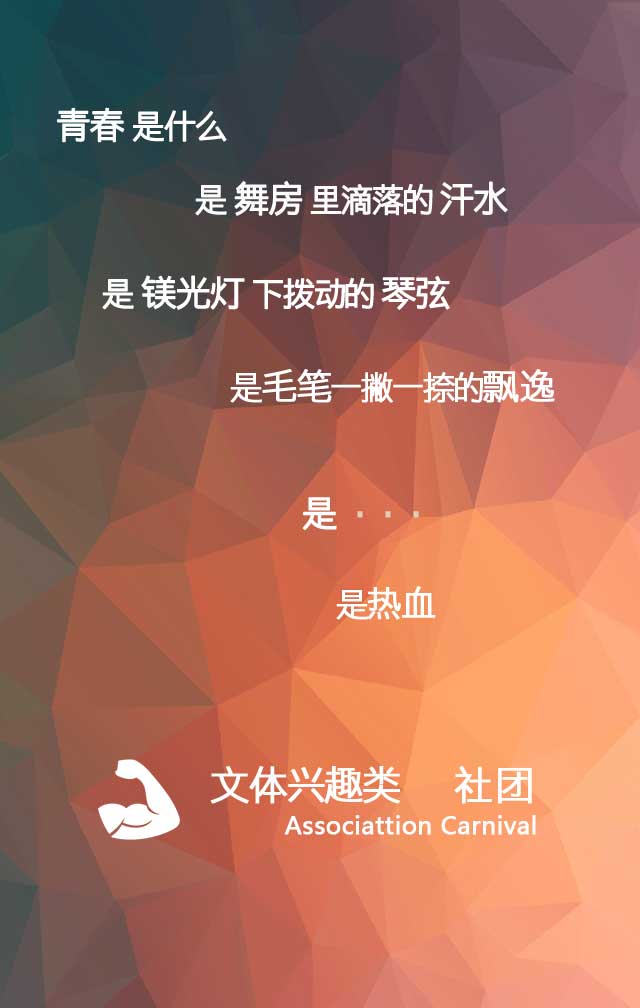 青春 是什么
是 舞房 里滴落的 汗水
是 镁光灯 下拨动的 琴弦
是毛笔一撇一捺的飘逸
是 ···
是热血
文体兴趣类 社团
Associattion Carnival